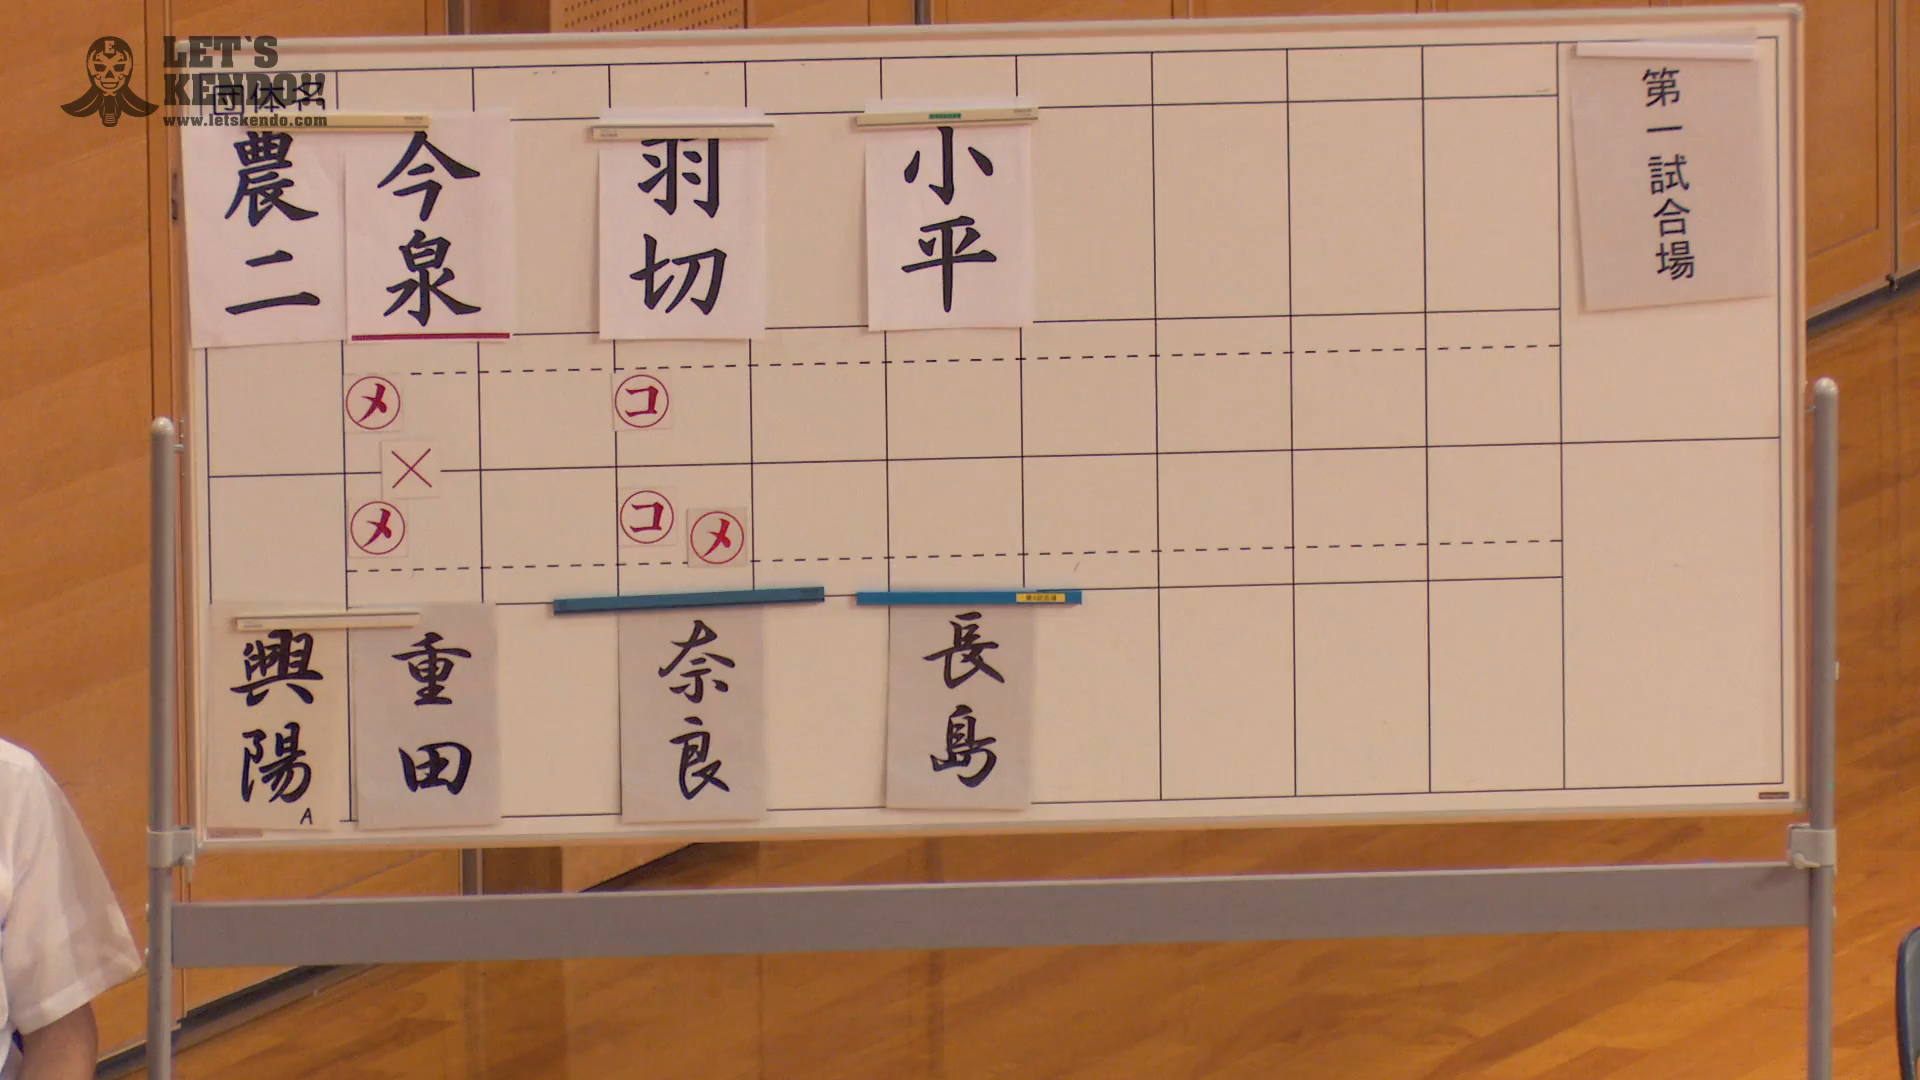 LET'S
KENDO!!
www.letskendo.com
団体名
農二
今泉
羽切
小平
第一試合場
メ
コ
×
メ
コ
メ
興陽A
重田
奈良
長島